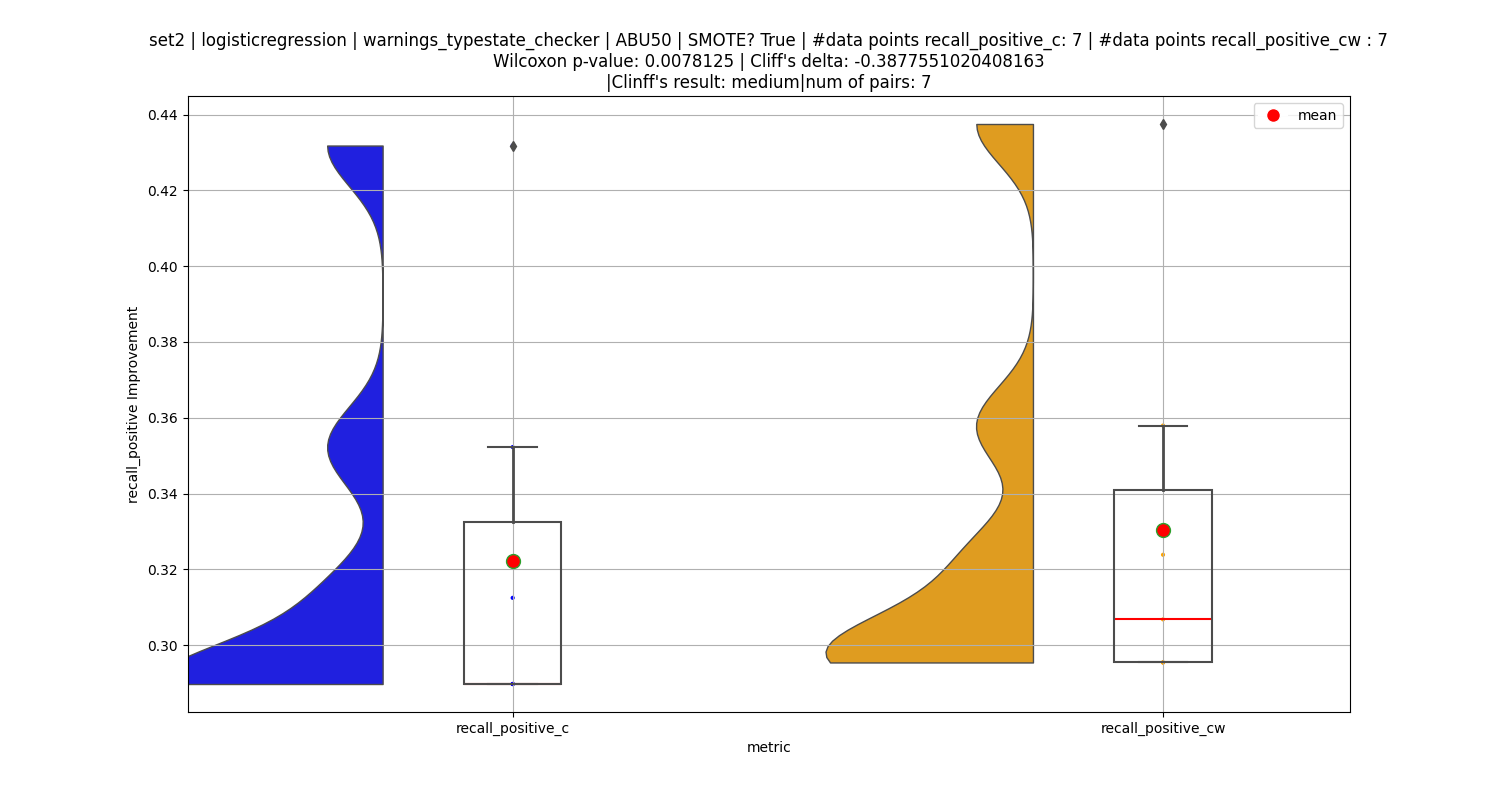 set2 | logisticregression | warnings_typestate_checker | ABU50 | SMOTE? True | #data points recall_positive_c: 7 | #data points recall_positive_cw : 7
Wilcoxon p-value: 0.0078125 | Cliff's delta: -0.3877551020408163
|Clinff's result: medium|num of pairs: 7
mean
0.44
0.42
0.40
0.38
0.36
0.34
0.32
0.30
recall_positive Improvement
recall_positive_c
recall_positive_cw
metric